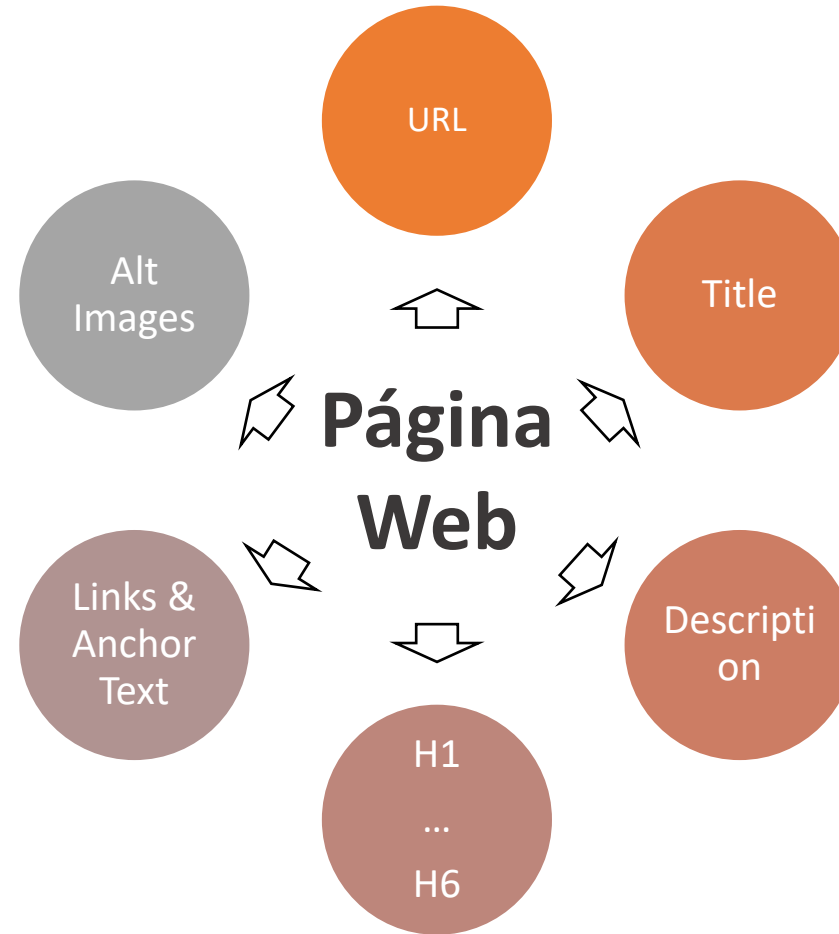 URL
Title
Descripti
on
H1
...
H6
Links &
Anchor
Text
Alt
Images
Página
Web